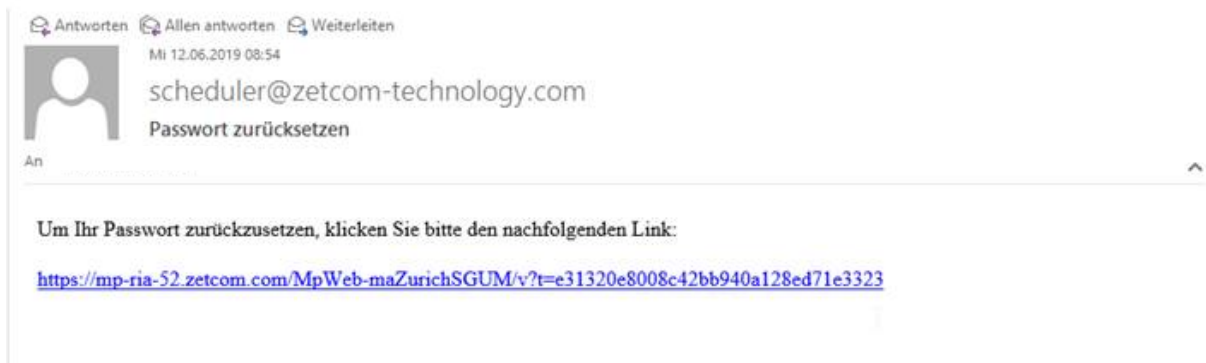 Antworten Allen antworten Weiterleiten
Mi 12.06.2019 08:54
scheduler@zetcom-technology.com
Passwort zurücksetzen
An
Um Ihr Passwort zurückzusetzen, klicken Sie bitte den nachfolgenden Link:
https://mp-ria-52.zetcom.com/MpWeb-maZurichSGUM/v?t=e31320e8008c42bb940a128ed71e3323